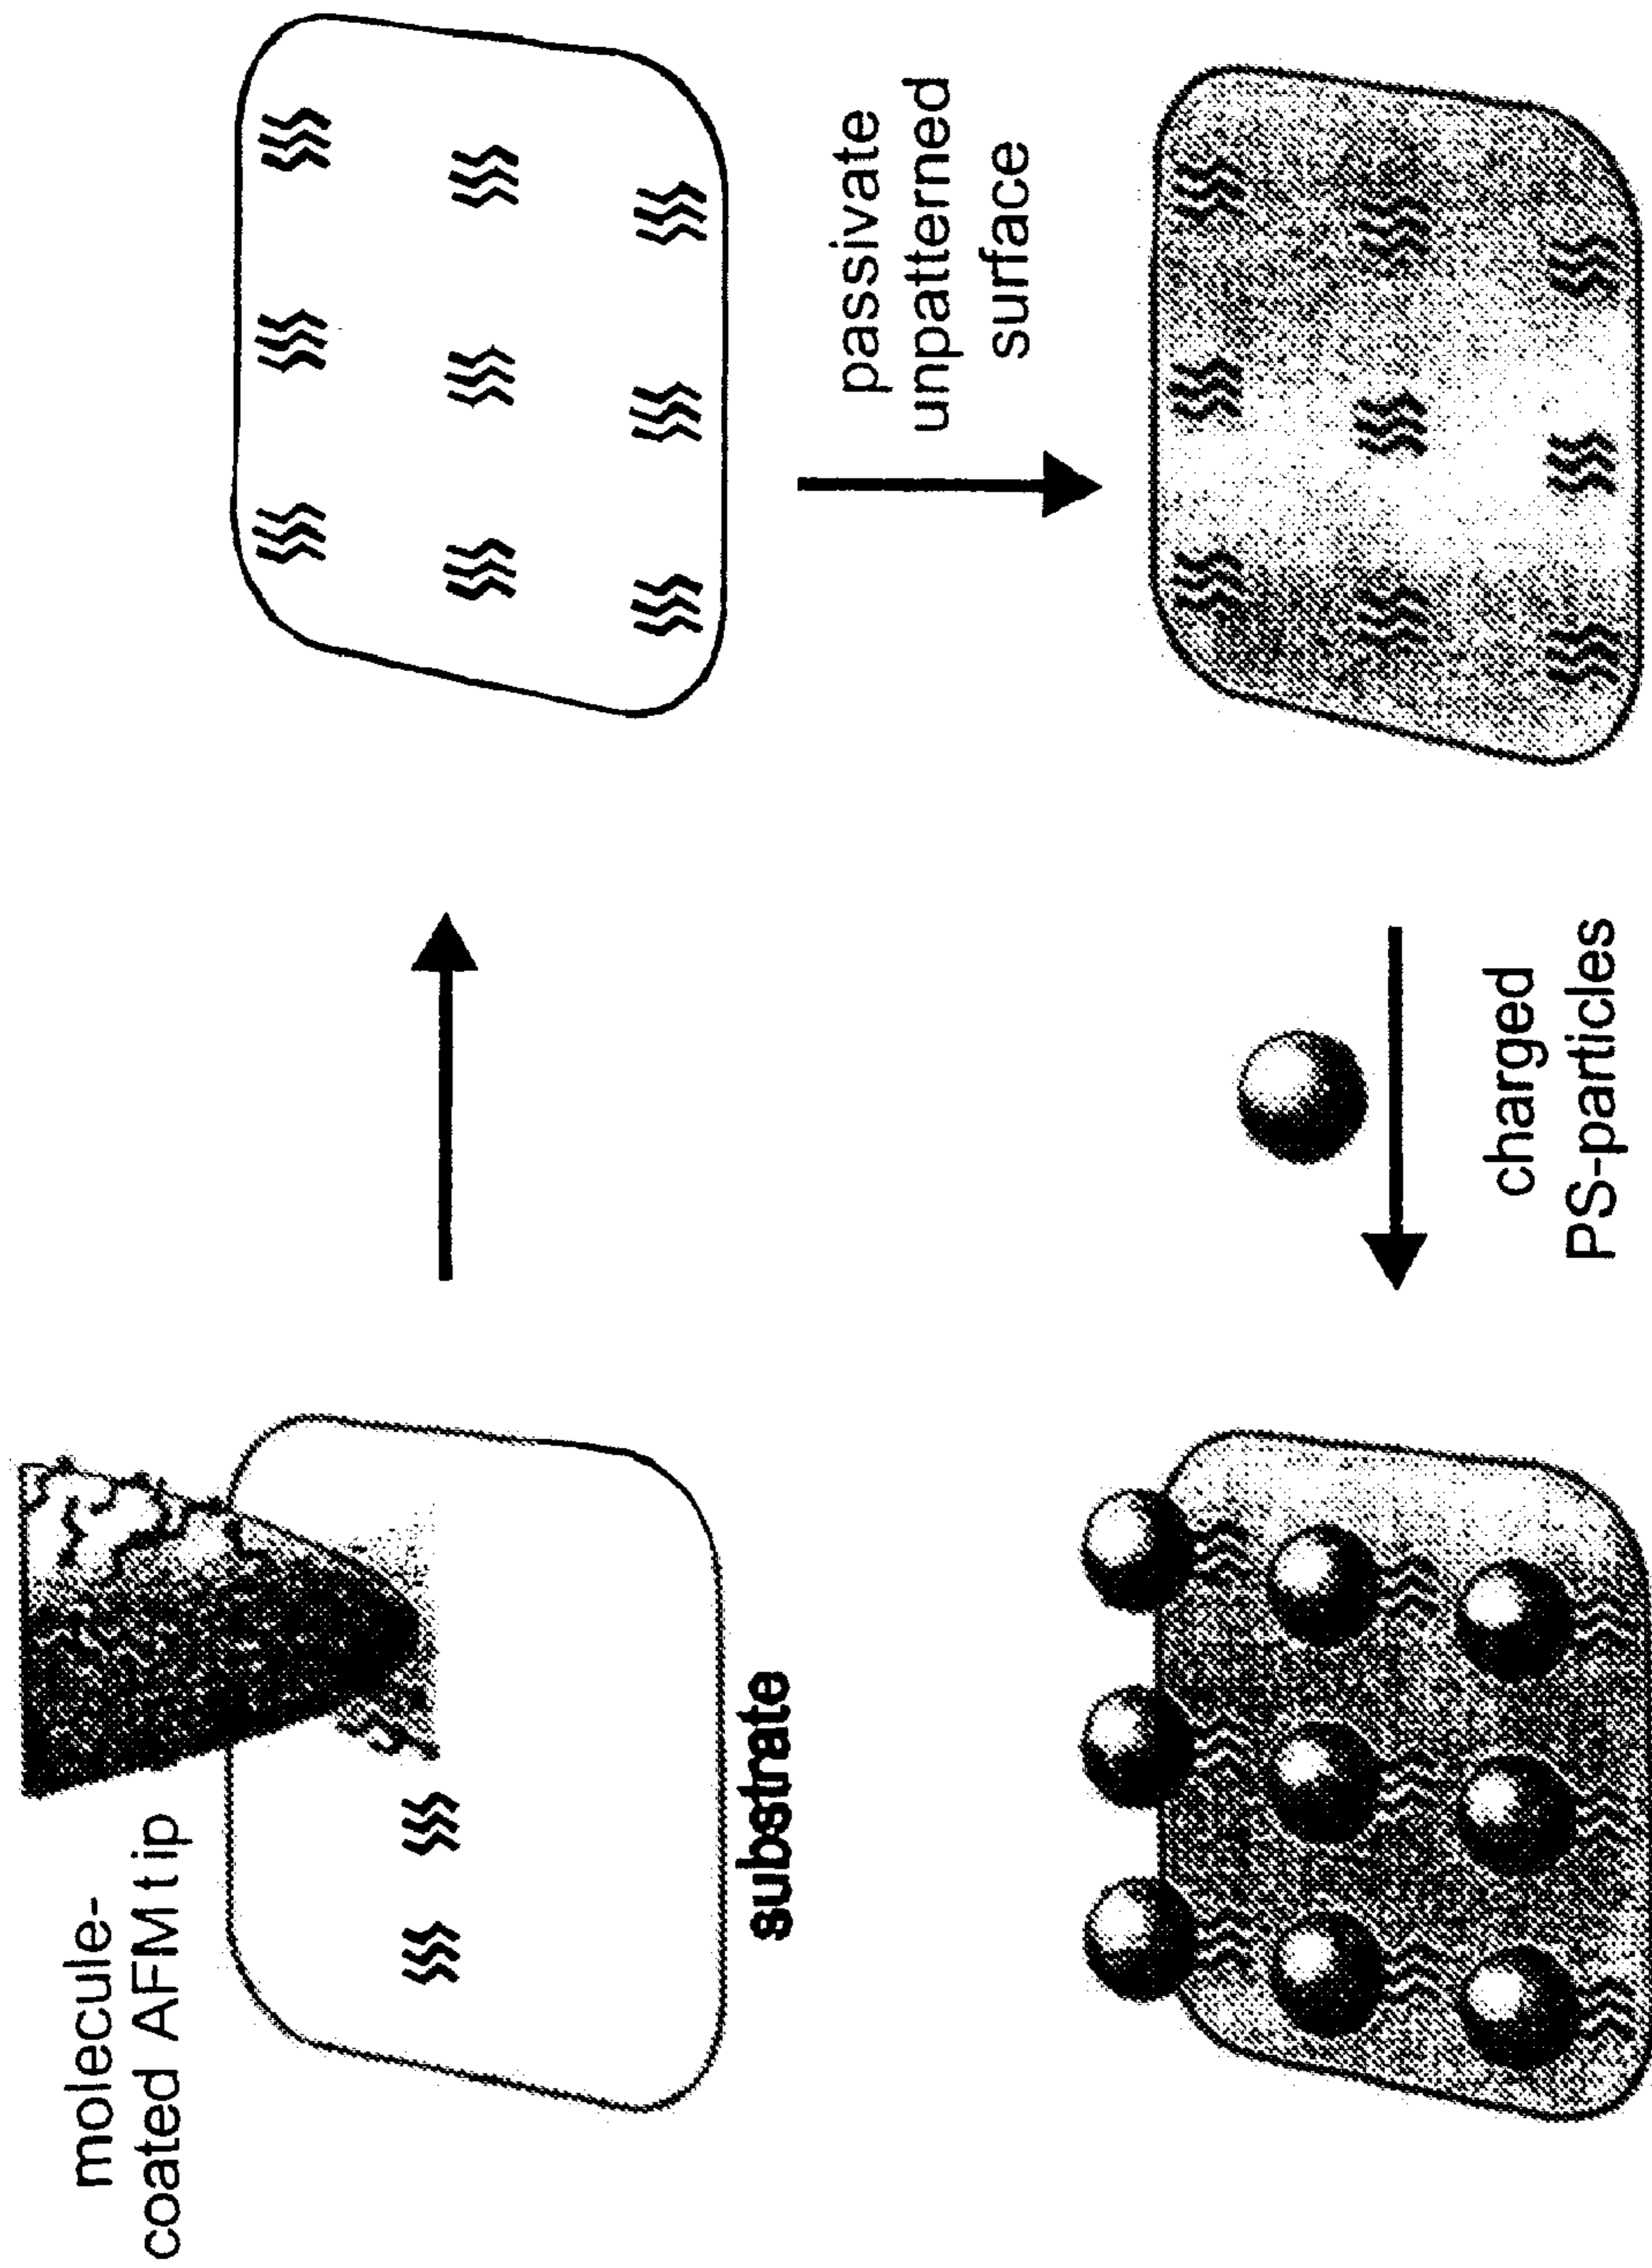 molecule-
coated AFM tip
substrate
passivate
unpatterned
surface
charged
PS-particles